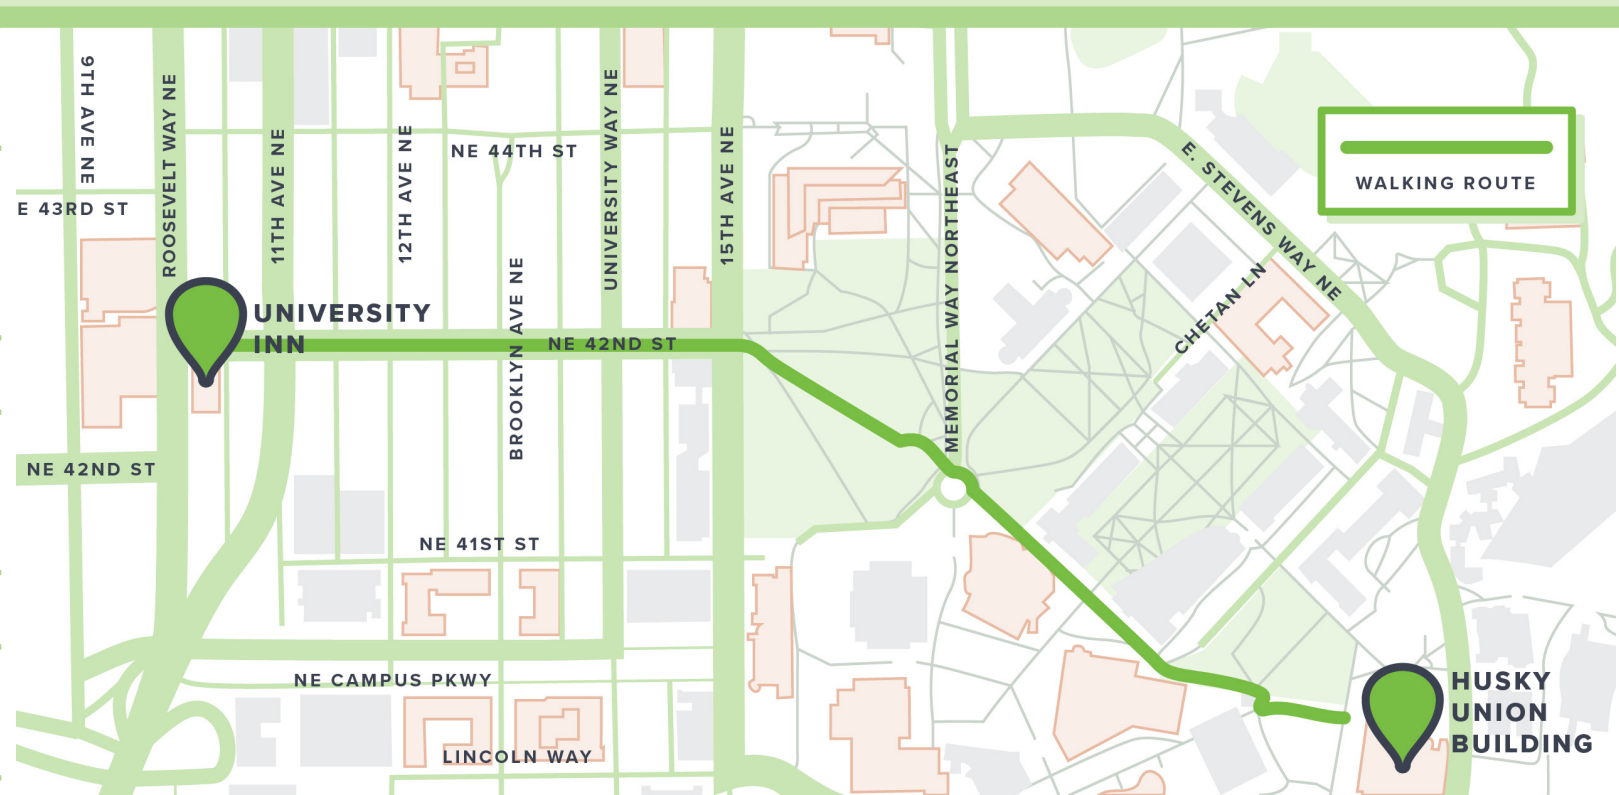 9TH AVE NE
ROOSEVELT WAY NE
11TH AVE NE
12TH AVE NE
NE 44TH ST
UNIVERSITY WAY NE
15TH AVE NE
MEMORIAL WAY NORTHEAST
E. STEVENS WAY NE
WALKING ROUTE
E 43RD ST
CHETAN LN
BROOKLYN AVE NE
UNIVERSITY
INN
NE 42ND ST
NE 42ND ST
NE 41ST ST
NE CAMPUS PKWY
LINCOLN WAY
HUSKY
UNION
BUILDING